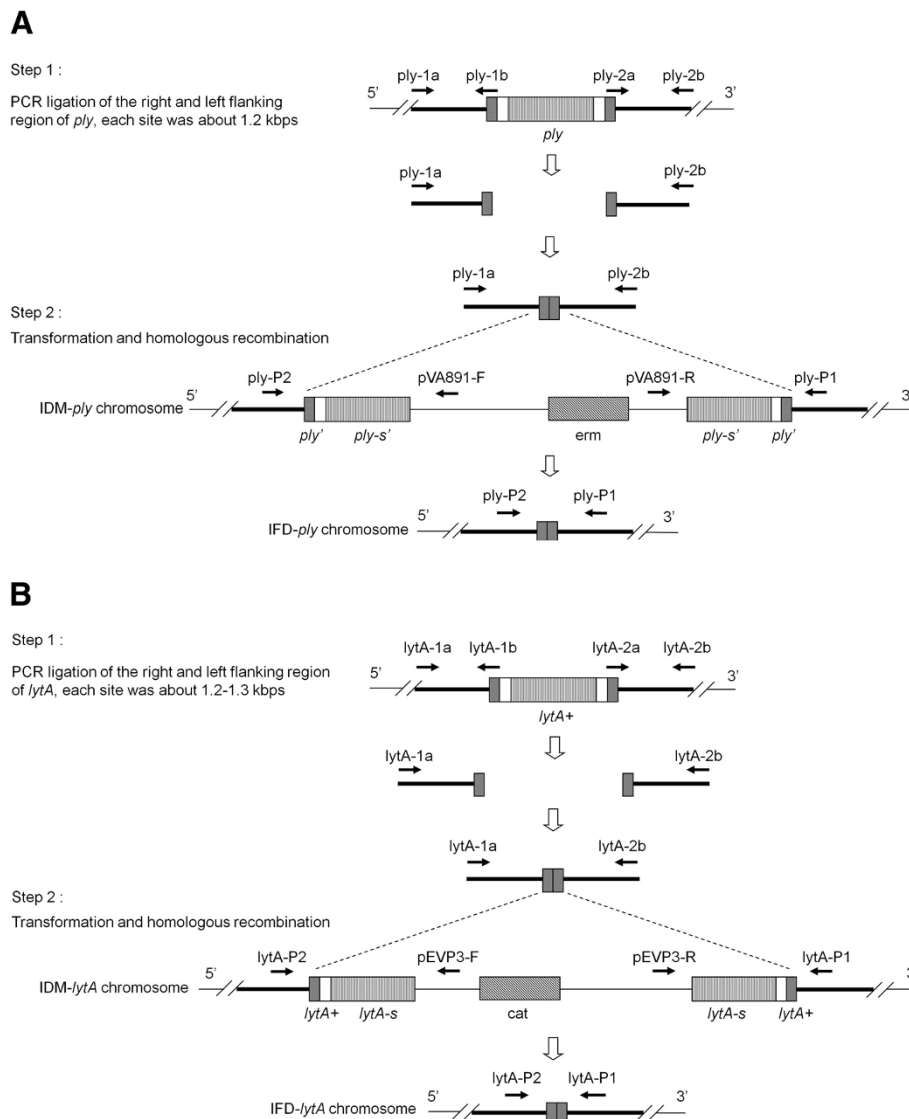 A
Step 1 :
PCR ligation of the right and left flanking
region of ply, each site was about 1.2 kbps
5’ ply-1a ply-1b ply-2a ply-2b 3’
ply
ply-1a ply-2b
ply-1a ply-2b
Step 2 :
Transformation and homologous recombination
IDM-ply chromosome 5’ ply-P2 pVA891-F pVA891-R ply-P1 3’
ply’ ply-s’ erm ply-s’ ply’
IFD-ply chromosome 5’ ply-P2 ply-P1 3’
B
Step 1 :
PCR ligation of the right and left flanking region
of lytA, each site was about 1.2-1.3 kbps
5’ lytA-1a lytA-1b lytA-2a lytA-2b 3’
lytA+
lytA-1a lytA-2b
lytA-1a lytA-2b
Step 2 :
Transformation and homologous recombination
IDM-lytA chromosome 5’ lytA-P2 pEVP3-F pEVP3-R lytA-P1 3’
lytA+ lytA-s cat lytA-s lytA+
IFD-lytA chromosome 5’ lytA-P2 lytA-P1 3’